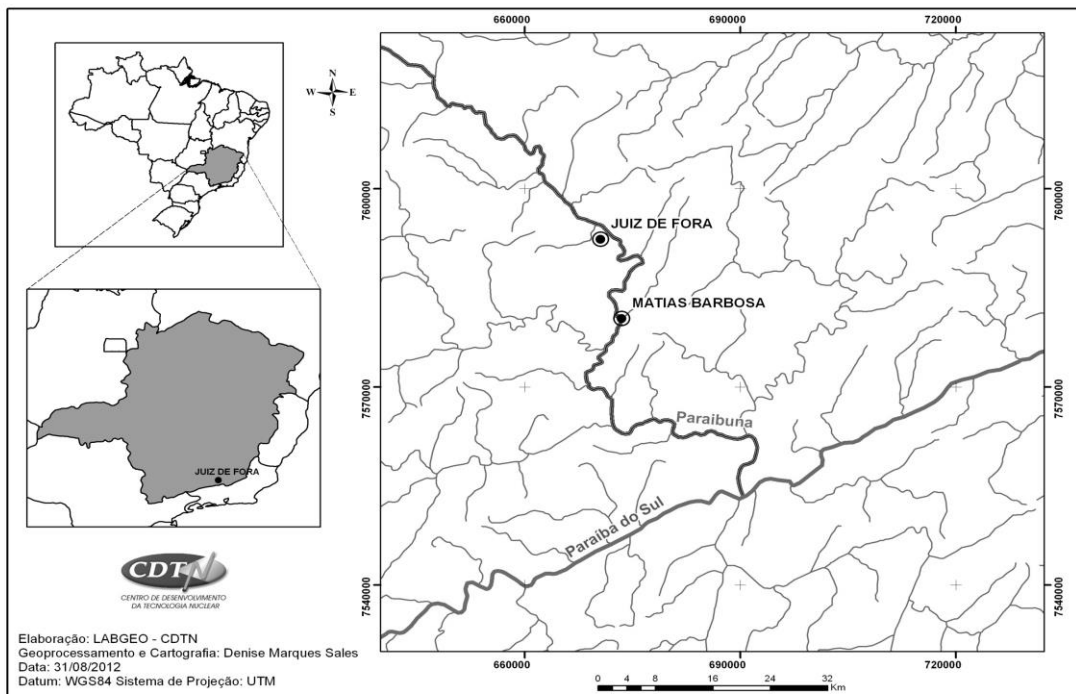 660000 690000 720000
N
W E
S
7600000 7600000
JUIZ DE FORA
MATIAS BARBOSA
7570000 7570000
Paraibuna
JUIZ DE FORA
Paraíba do Sul
CDTN
CENTRO DE DESENVOLVIMENTO
DA TECNOLOGIA NUCLEAR
7540000 7540000
Elaboração: LABGEO - CDTN
Geoprocessamento e Cartografia: Denise Marques Sales
Data: 31/08/2012
Datum: WGS84 Sistema de Projeção: UTM
660000 690000 720000
0 2 4 8 16 24 32
Km